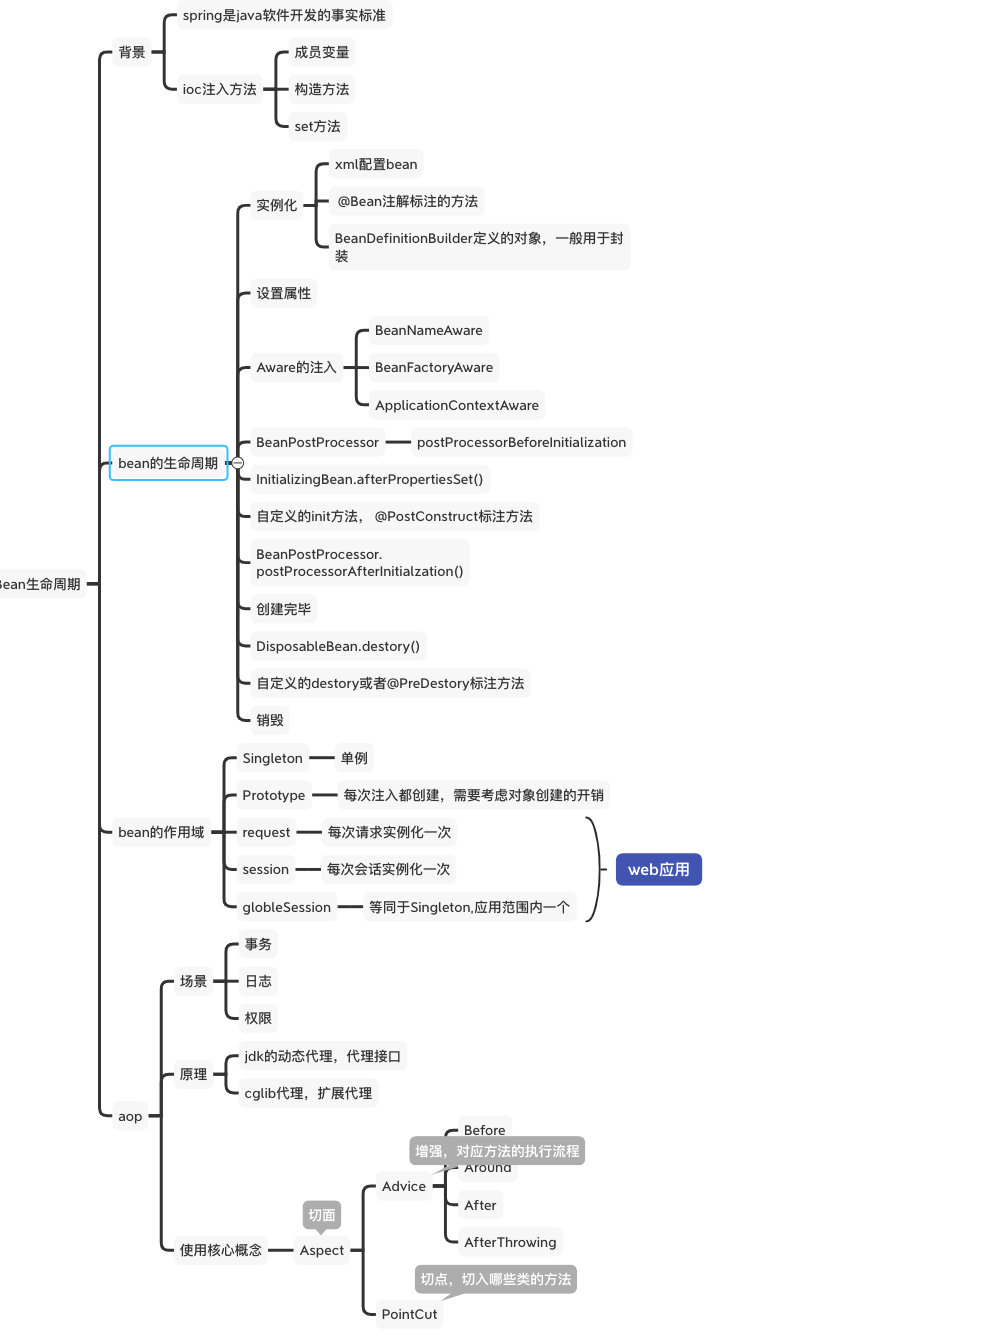 Bean生命周期
背景
spring是java软件开发的事实标准
ioc注入方法
成员变量
构造方法
set方法
bean的生命周期
实例化
xml配置bean
@Bean注解标注的方法
BeanDefinitionBuilder定义的对象，一般用于封
装
设置属性
Aware的注入
BeanNameAware
BeanFactoryAware
ApplicationContextAware
BeanPostProcessor
postProcessorBeforeInitialization
InitializingBean.afterPropertiesSet()
自定义的init方法， @PostConstruct标注方法
BeanPostProcessor.
postProcessorAfterInitialzation()
创建完毕
DisposableBean.destory()
自定义的destory或者@PreDestory标注方法
销毁
bean的作用域
Singleton
单例
Prototype
每次注入都创建，需要考虑对象创建的开销
request
每次请求实例化一次
session
每次会话实例化一次
globleSession
等同于Singleton,应用范围内一个
web应用
aop
场景
事务
日志
权限
原理
jdk的动态代理，代理接口
cglib代理，扩展代理
使用核心概念
切面
Aspect
Advice
增强，对应方法的执行流程
Before
Around
After
AfterThrowing
切点，切入哪些类的方法
PointCut